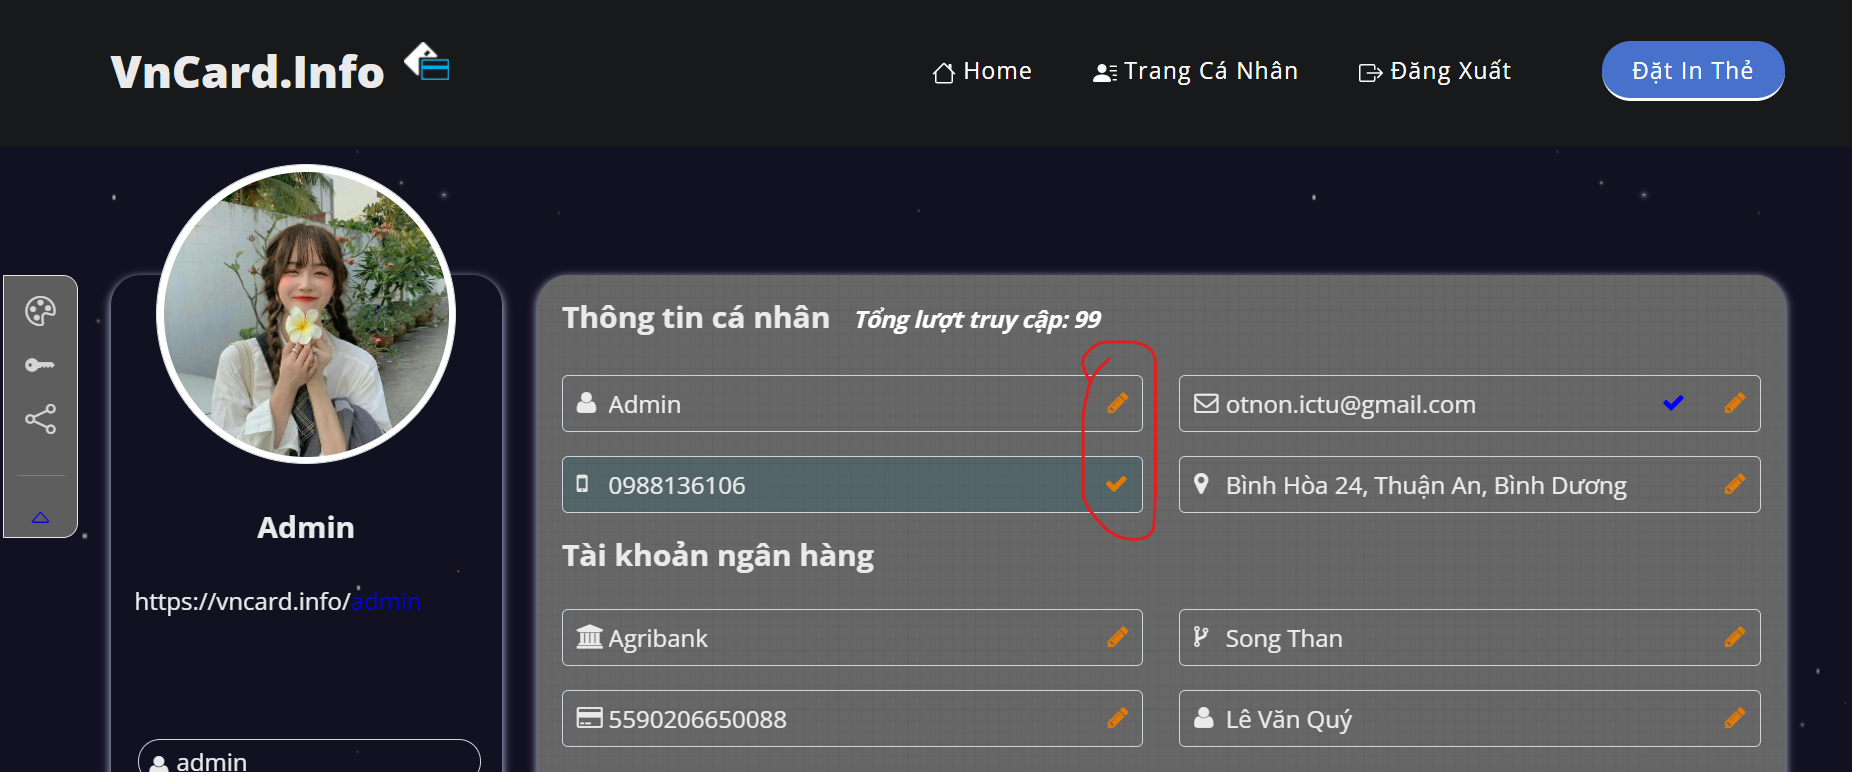 VnCard.Info
Home
Trang Cá Nhân
Đăng Xuất
Đặt In Thẻ
Admin
https://vncard.info/admin
admin
Thông tin cá nhân
Tổng lượt truy cập: 99
Admin
otnon.ictu@gmail.com
0988136106
Bình Hòa 24, Thuận An, Bình Dương
Tài khoản ngân hàng
Agribank
Song Than
5590206650088
Lê Văn Quý